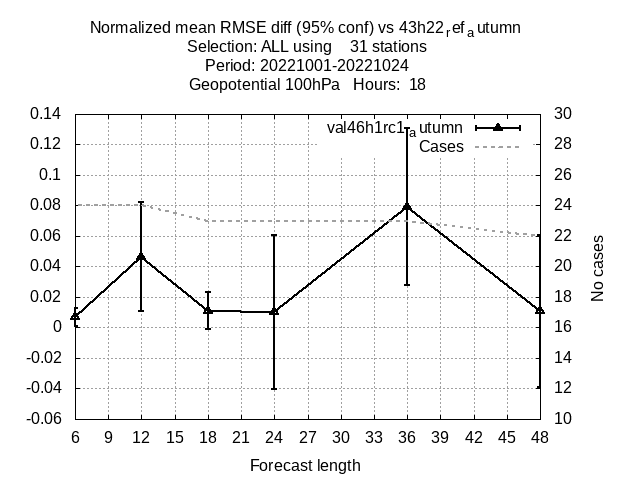 Normalized mean RMSE diff (95% conf) vs 43h22ref autumn
Selection: ALL using 31 stations
Period: 20221001-20221024
Geopotential 100hPa Hours: 18
val46h1rc1autumn
Cases
0.14
0.12
0.1
0.08
0.06
0.04
0.02
0
-0.02
-0.04
-0.06
30
28
26
24
22
20
18
16
14
12
10
No cases
6 9 12 15 18 21 24 27 30 33 36 39 42 45 48
Forecast length